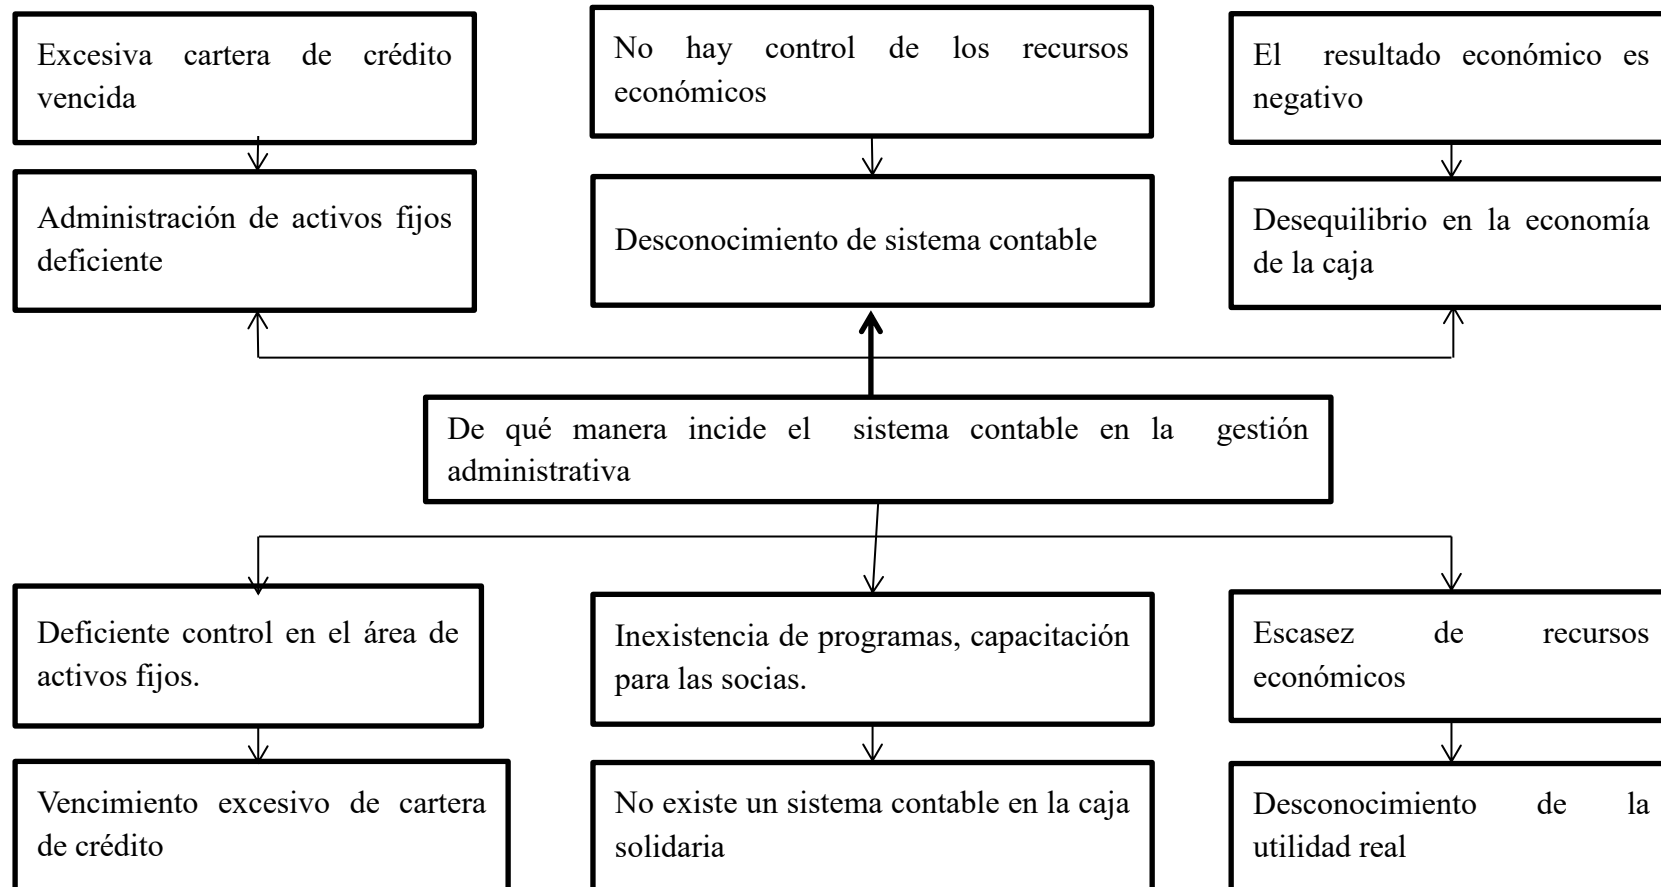 Excesiva cartera de crédito
vencida
No hay control de los recursos
económicos
El resultado económico es
negativo
Administración de activos fijos
deficiente
Desconocimiento de sistema contable
Desequilibrio en la economía
de la caja
De qué manera incide el sistema contable en la gestión
administrativa
Deficiente control en el área de
activos fijos.
Inexistencia de programas, capacitación
para las socias.
Escasez de recursos
económicos
Vencimiento excesivo de cartera
de crédito
No existe un sistema contable en la caja
solidaria
Desconocimiento de la
utilidad real